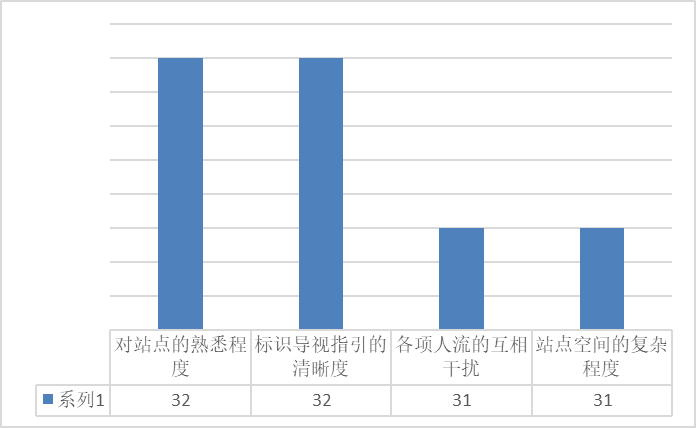 对站点的熟悉程度
标识导视指引的清晰度
各项人流的互相干扰
站点空间的复杂程度
系列1 32 32 31 31